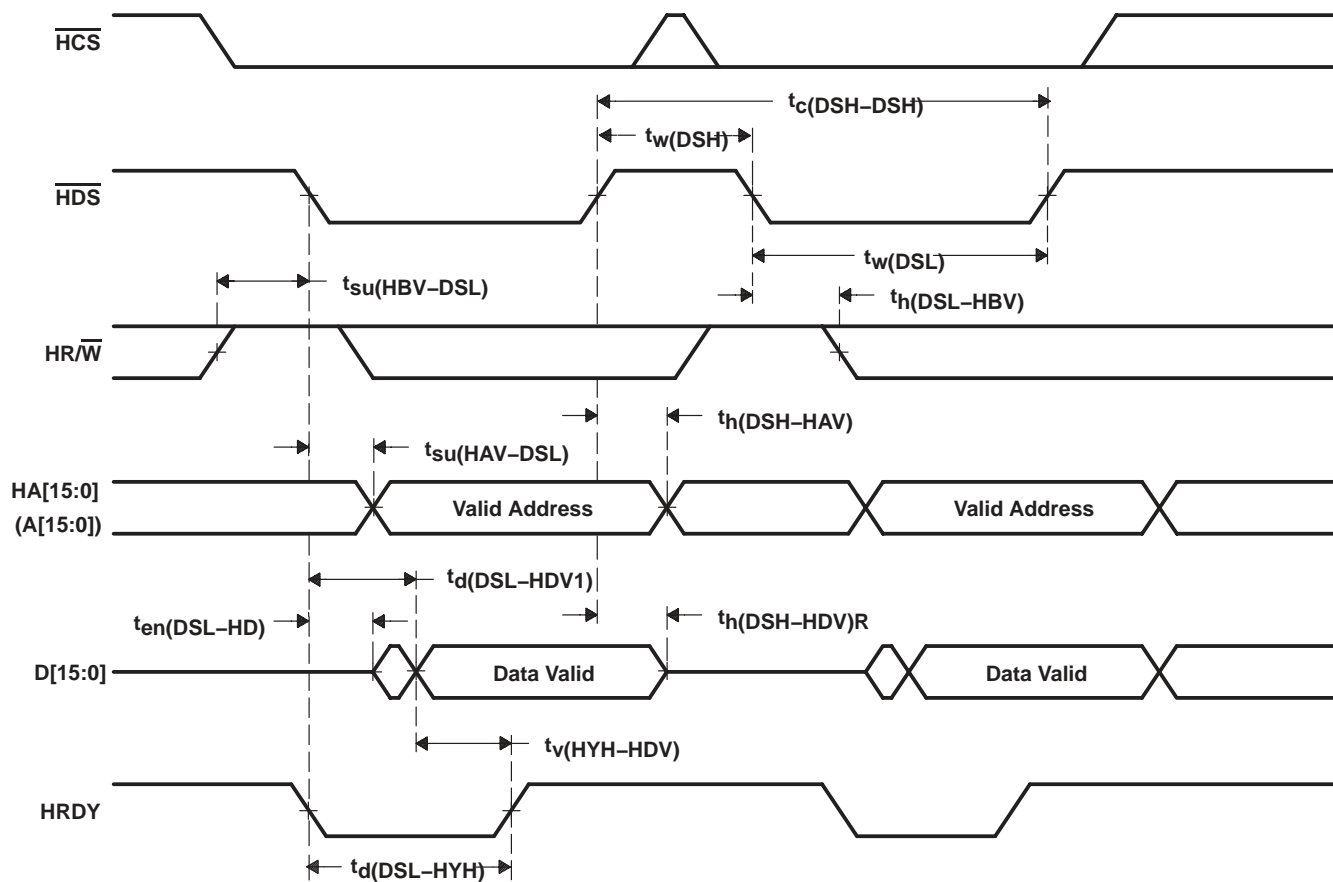 HCS
tc(DSH–DSH)
tw(DSH)
HDS
tw(DSL)
tsu(HBV–DSL)
th(DSL–HBV)
HR/W
th(DSH–HAV)
tsu(HAV–DSL)
HA[15:0]
(A[15:0])
Valid Address
Valid Address
td(DSL–HDV1)
ten(DSL–HD)
th(DSH–HDV)R
D[15:0]
Data Valid
Data Valid
tv(HYH–HDV)
HRDY
td(DSL–HYH)